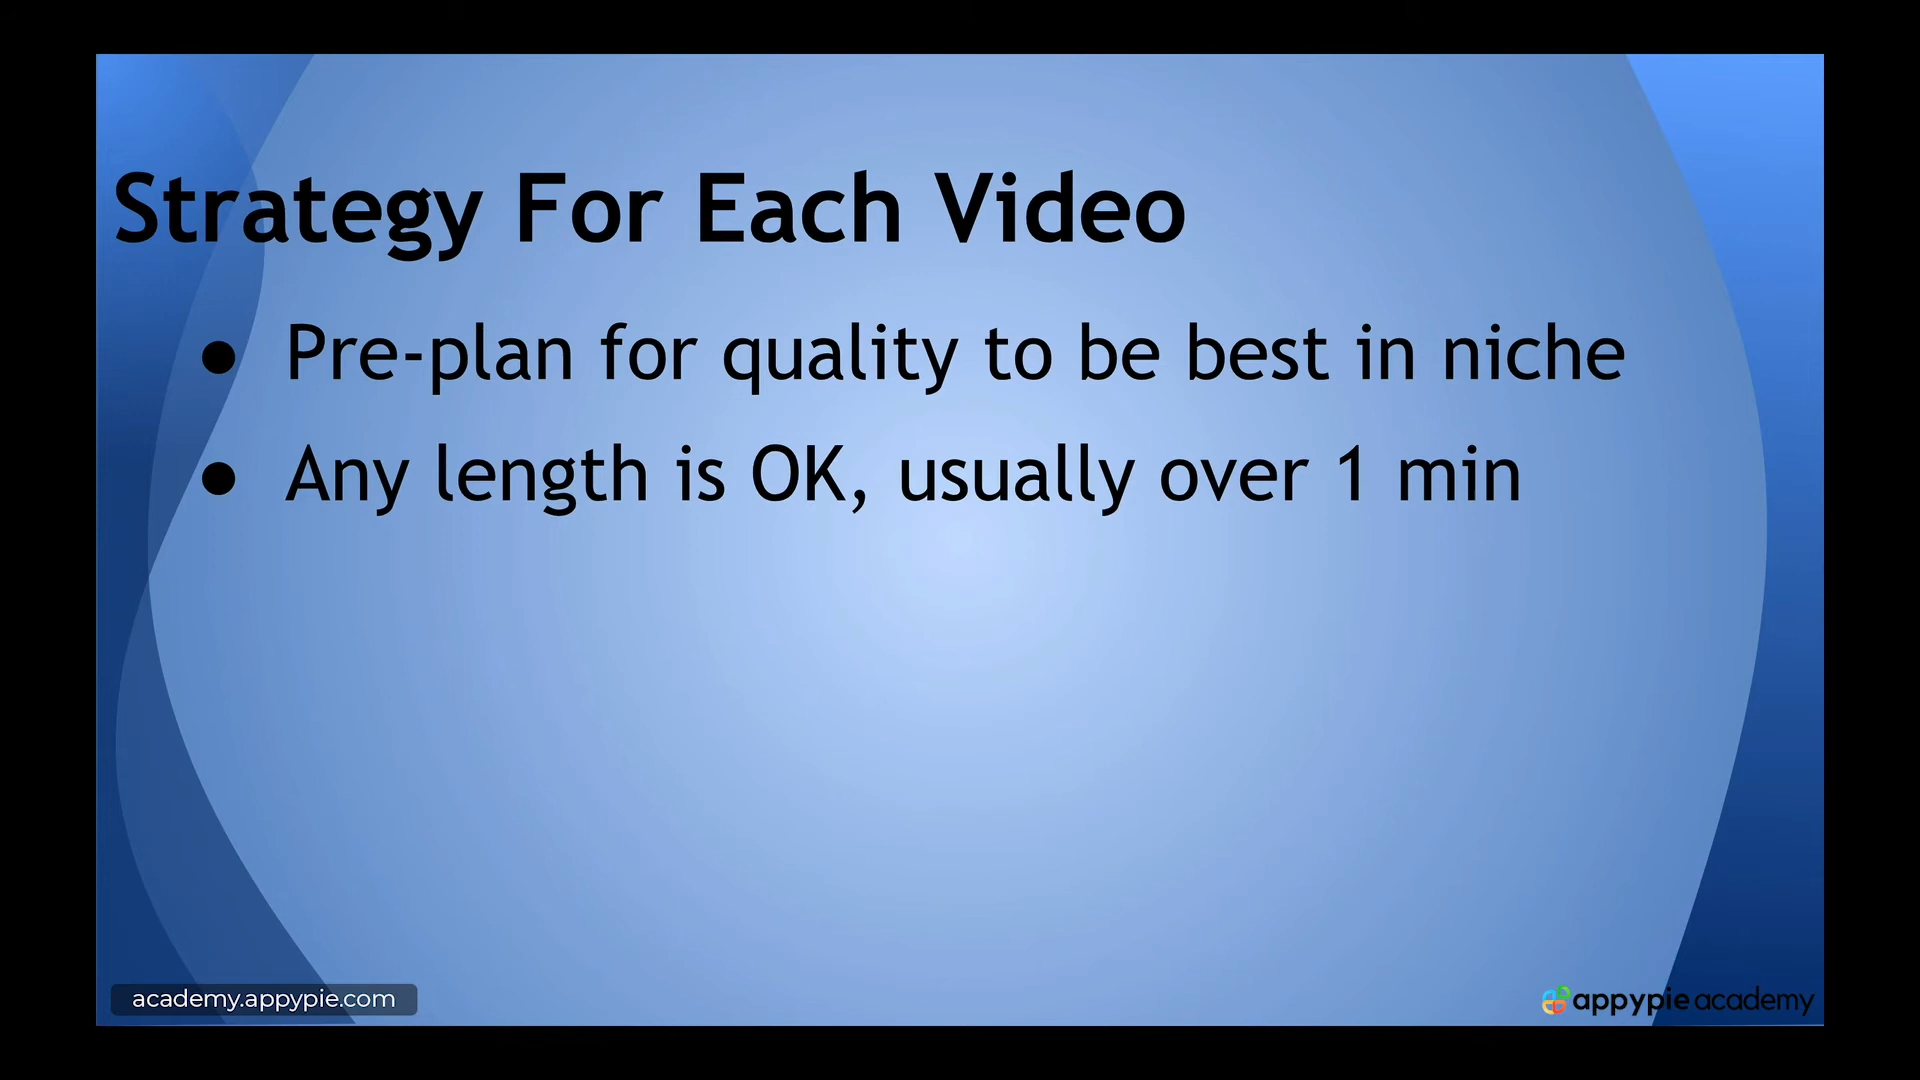 Strategy For Each Video
● Pre-plan for quality to be best in niche
● Any length is OK, usually over 1 min
academy.appypie.com
appypie academy